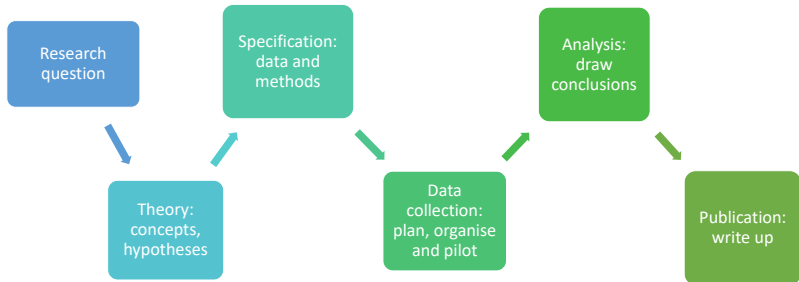 Research
question
Theory:
concepts,
hypotheses
Specification:
data and
methods
Data
collection:
plan, organise
and pilot
Analysis:
draw
conclusions
Publication:
write up